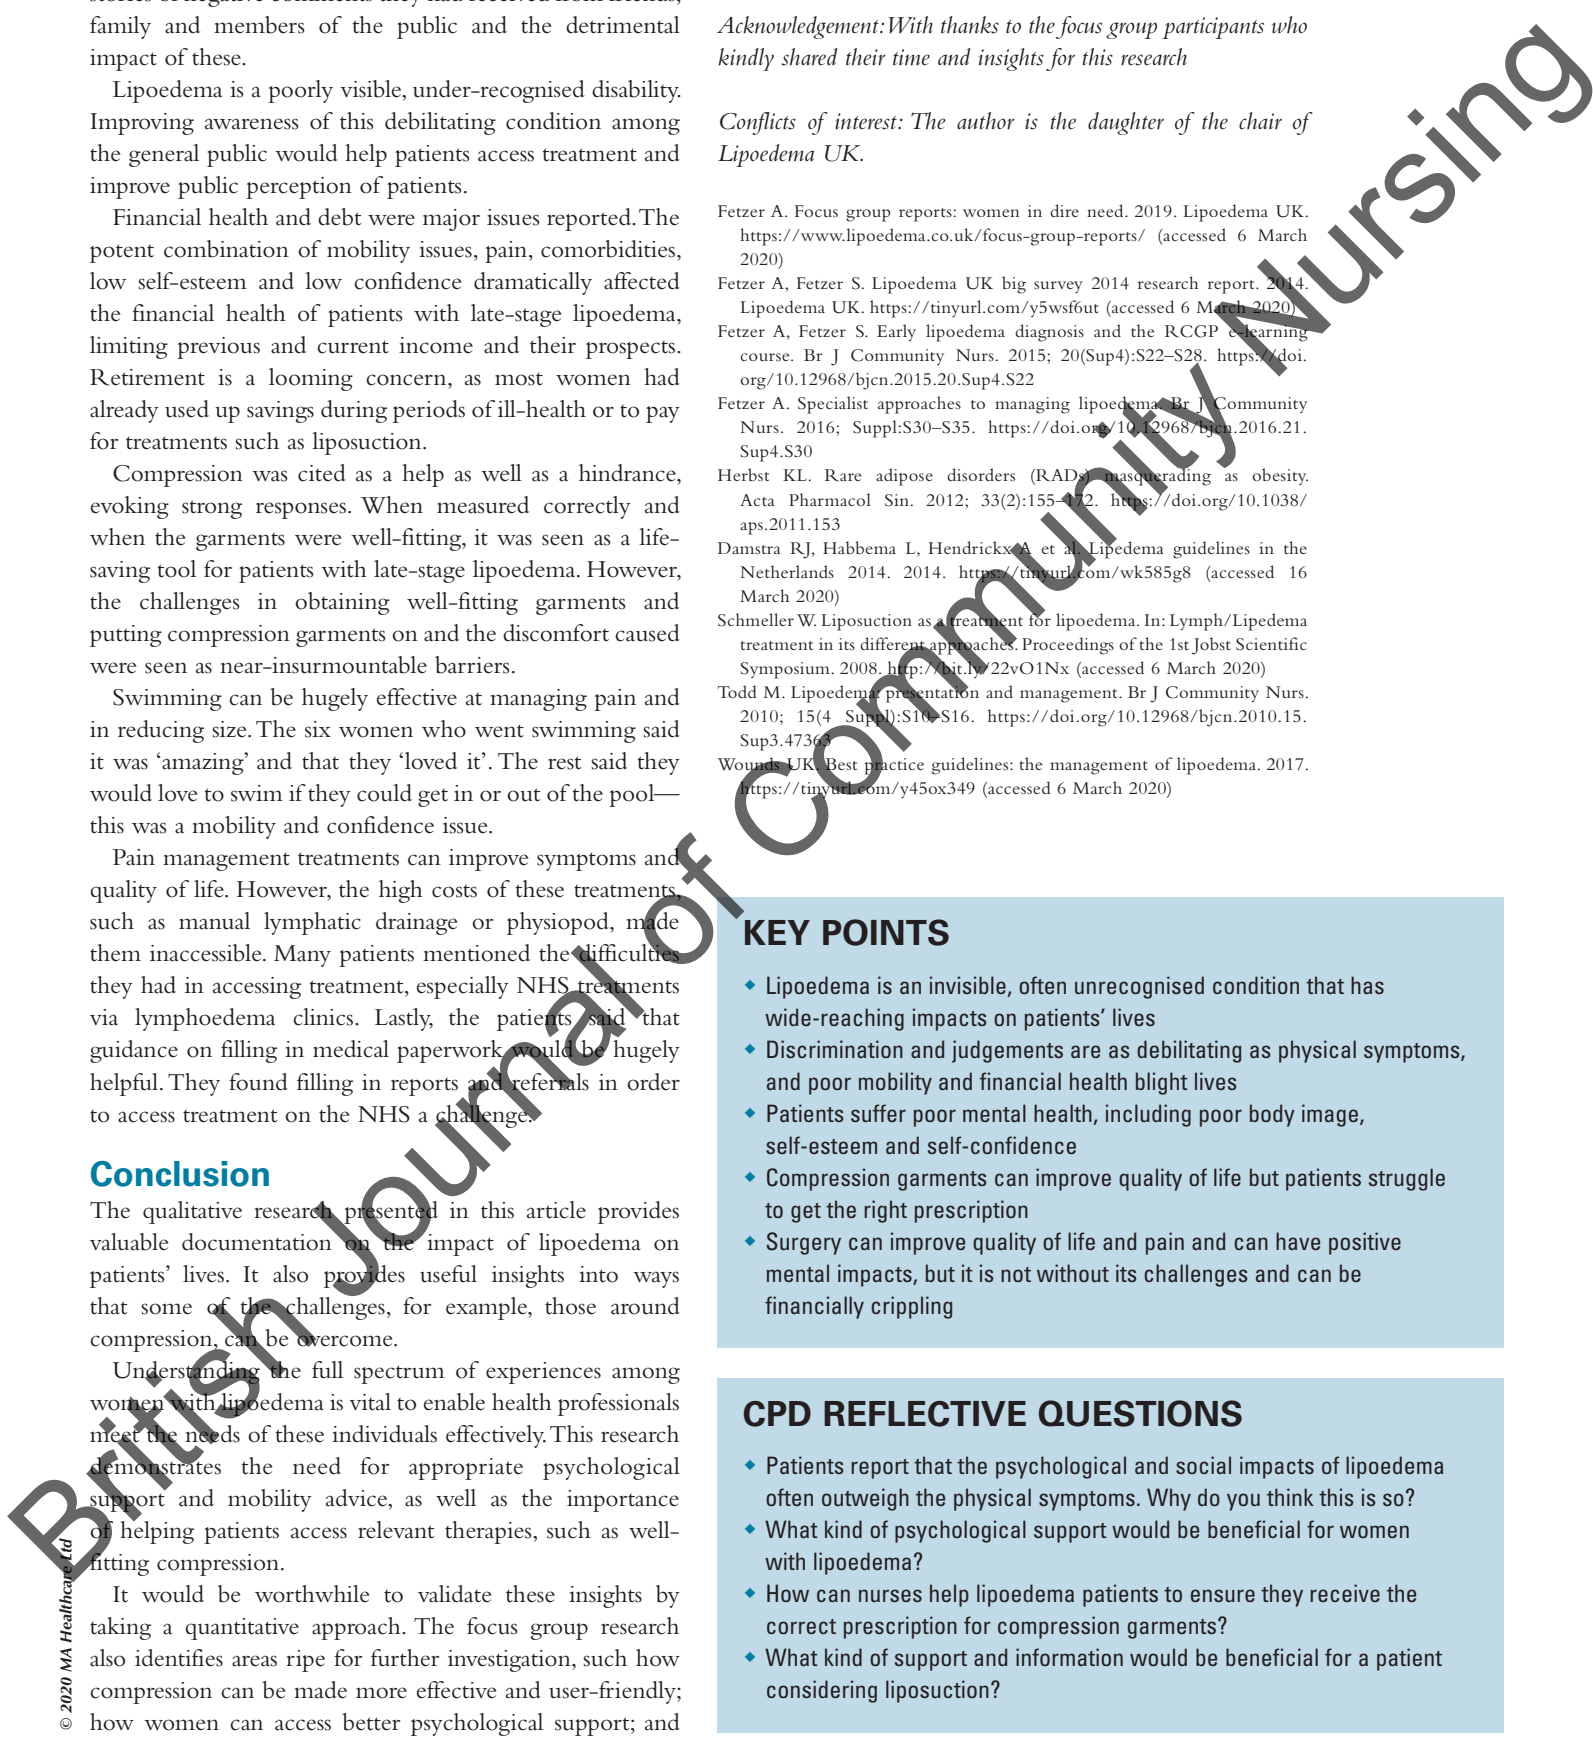 stories of negative comments they had received from friends,
family and members of the public and the detrimental
impact of these.
Lipoedema is a poorly visible, under-recognised disability.
Improving awareness of this debilitating condition among
the general public would help patients access treatment and
improve public perception of patients.
Financial health and debt were major issues reported. The
potent combination of mobility issues, pain, comorbidities,
low self-esteem and low confidence dramatically affected
the financial health of patients with late-stage lipoedema,
limiting previous and current income and their prospects.
Retirement is a looming concern, as most women had
already used up savings during periods of ill-health or to pay
for treatments such as liposuction.
Compression was cited as a help as well as a hindrance,
evoking strong responses. When measured correctly and
when the garments were well-fitting, it was seen as a life-
saving tool for patients with late-stage lipoedema. However,
the challenges in obtaining well-fitting garments and
putting compression garments on and the discomfort caused
were seen as near-insurmountable barriers.
Swimming can be hugely effective at managing pain and
in reducing size. The six women who went swimming said
it was ‘amazing’ and that they ‘loved it’. The rest said they
would love to swim if they could get in or out of the pool—
this was a mobility and confidence issue.
Pain management treatments can improve symptoms and
quality of life. However, the high costs of these treatments,
such as manual lymphatic drainage or physiopod, made
them inaccessible. Many patients mentioned the difficulties
they had in accessing treatment, especially NHS treatments
via lymphoedema clinics. Lastly, the patients said that
guidance on filling in medical paperwork would be hugely
helpful. They found filling in reports and referrals in order
to access treatment on the NHS a challenge.
Conclusion
The qualitative research presented in this article provides
valuable documentation on the impact of lipoedema on
patients’ lives. It also provides useful insights into ways
that some of the challenges, for example, those around
compression, can be overcome.
Understanding the full spectrum of experiences among
women with lipoedema is vital to enable health professionals
meet the needs of these individuals effectively. This research
demonstrates the need for appropriate psychological
support and mobility advice, as well as the importance
of helping patients access relevant therapies, such as well-
fitting compression.
It would be worthwhile to validate these insights by
taking a quantitative approach. The focus group research
also identifies areas ripe for further investigation, such how
compression can be made more effective and user-friendly;
how women can access better psychological support; and
Acknowledgement: With thanks to the focus group participants who
kindly shared their time and insights for this research
Conflicts of interest: The author is the daughter of the chair of
Lipoedema UK.
Fetzer A. Focus group reports: women in dire need. 2019. Lipoedema UK.
https://www.lipoedema.co.uk/focus-group-reports/ (accessed 6 March
2020)
Fetzer A, Fetzer S. Lipoedema UK big survey 2014 research report. 2014.
Lipoedema UK. https://tinyurl.com/y5wsf6ut (accessed 6 March 2020)
Fetzer A, Fetzer S. Early lipoedema diagnosis and the RCGP e-learning
course. Br J Community Nurs. 2015; 20(Sup4):S22–S28. https://doi.
org/10.12968/bjcn.2015.20.Sup4.S22
Fetzer A. Specialist approaches to managing lipoedema. Br J Community
Nurs. 2016; Suppl:S30–S35. https://doi.org/10.12968/bjcn.2016.21.
Sup4.S30
Herbst KL. Rare adipose disorders (RADs) masquerading as obesity.
Acta Pharmacol Sin. 2012; 33(2):155–172. https://doi.org/10.1038/
aps.2011.153
Damstra RJ, Habbema L, Hendrickx A et al. Lipedema guidelines in the
Netherlands 2014. 2014. https://tinyurl.com/wk585g8 (accessed 16
March 2020)
Schmeller W. Liposuction as a treatment for lipoedema. In: Lymph/Lipedema
treatment in its different approaches. Proceedings of the 1st Jobst Scientific
Symposium. 2008. http://bit.ly/22vO1Nx (accessed 6 March 2020)
Todd M. Lipoedema: presentation and management. Br J Community Nurs.
2010; 15(4 Suppl):S10–S16. https://doi.org/10.12968/bjcn.2010.15.
Sup3.47363
Wounds UK. Best practice guidelines: the management of lipoedema. 2017.
https://tinyurl.com/y45ox349 (accessed 6 March 2020)
KEY POINTS
◆ Lipoedema is an invisible, often unrecognised condition that has
wide-reaching impacts on patients’ lives
◆ Discrimination and judgements are as debilitating as physical symptoms,
and poor mobility and financial health blight lives
◆ Patients suffer poor mental health, including poor body image,
self-esteem and self-confidence
◆ Compression garments can improve quality of life but patients struggle
to get the right prescription
◆ Surgery can improve quality of life and pain and can have positive
mental impacts, but it is not without its challenges and can be
financially crippling
CPD REFLECTIVE QUESTIONS
◆ Patients report that the psychological and social impacts of lipoedema
often outweigh the physical symptoms. Why do you think this is so?
◆ What kind of psychological support would be beneficial for women
with lipoedema?
◆ How can nurses help lipoedema patients to ensure they receive the
correct prescription for compression garments?
◆ What kind of support and information would be beneficial for a patient
considering liposuction?
© 2020 MA Healthcare Ltd
British Journal of Community Nursing